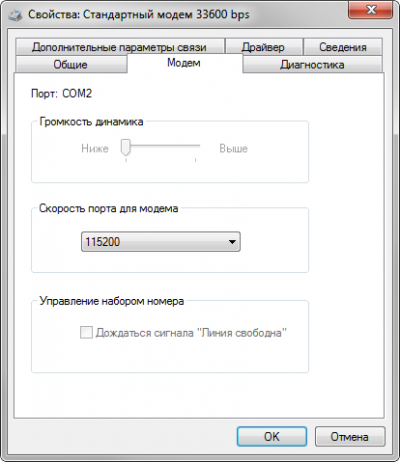 Свойства: Стандартный модем 33600 bps
Дополнительные параметры связи Драйвер Сведения
Общие Модем Диагностика
Порт: COM2
Громкость динамика
Ниже Выше
Скорость порта для модема
115200
Управление набором номера
Дождаться сигнала "Линия свободна"
OK Отмена